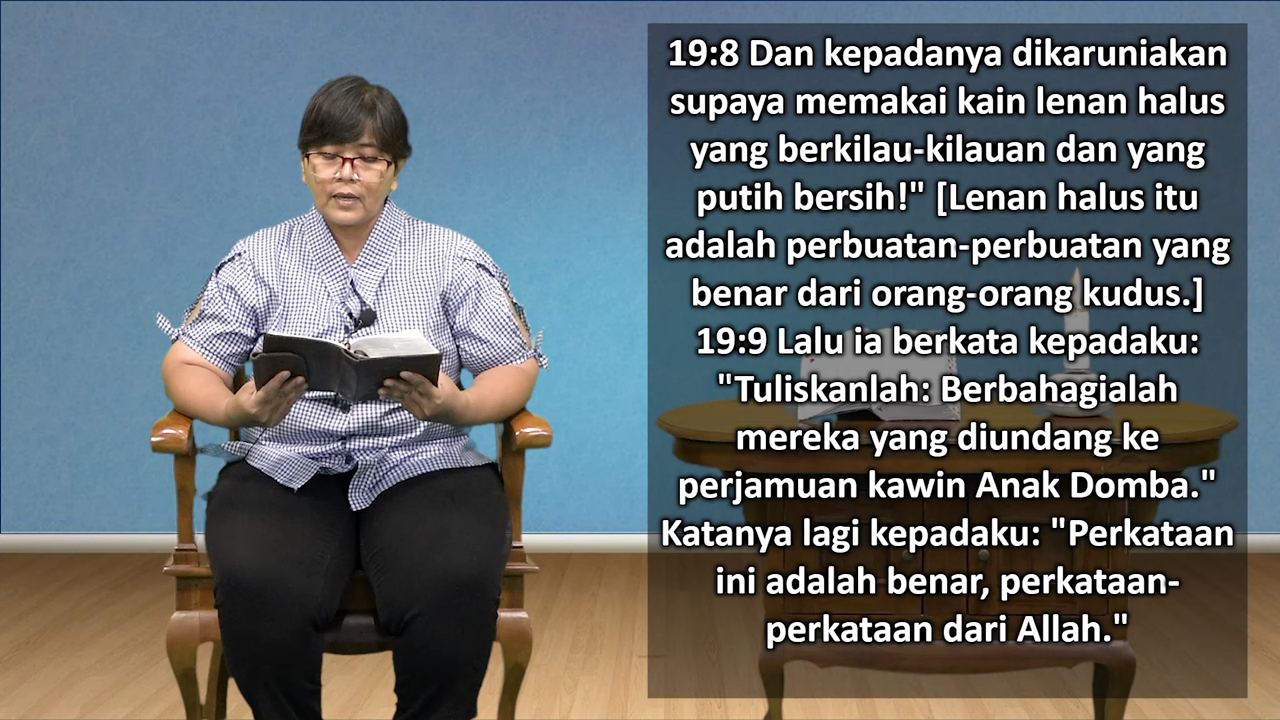 19:8 Dan kepadanya dikaruniakan
supaya memakai kain lenan halus
yang berkilau-kilauan dan yang
putih bersih!" [Lenan halus itu
adalah perbuatan-perbuatan yang
benar dari orang-orang kudus.]
19:9 Lalu ia berkata kepadaku:
"Tuliskanlah: Berbahagialah
mereka yang diundang ke
perjamuan kawin Anak Domba."
Katanya lagi kepadaku: "Perkataan
ini adalah benar, perkataan-
perkataan dari Allah."